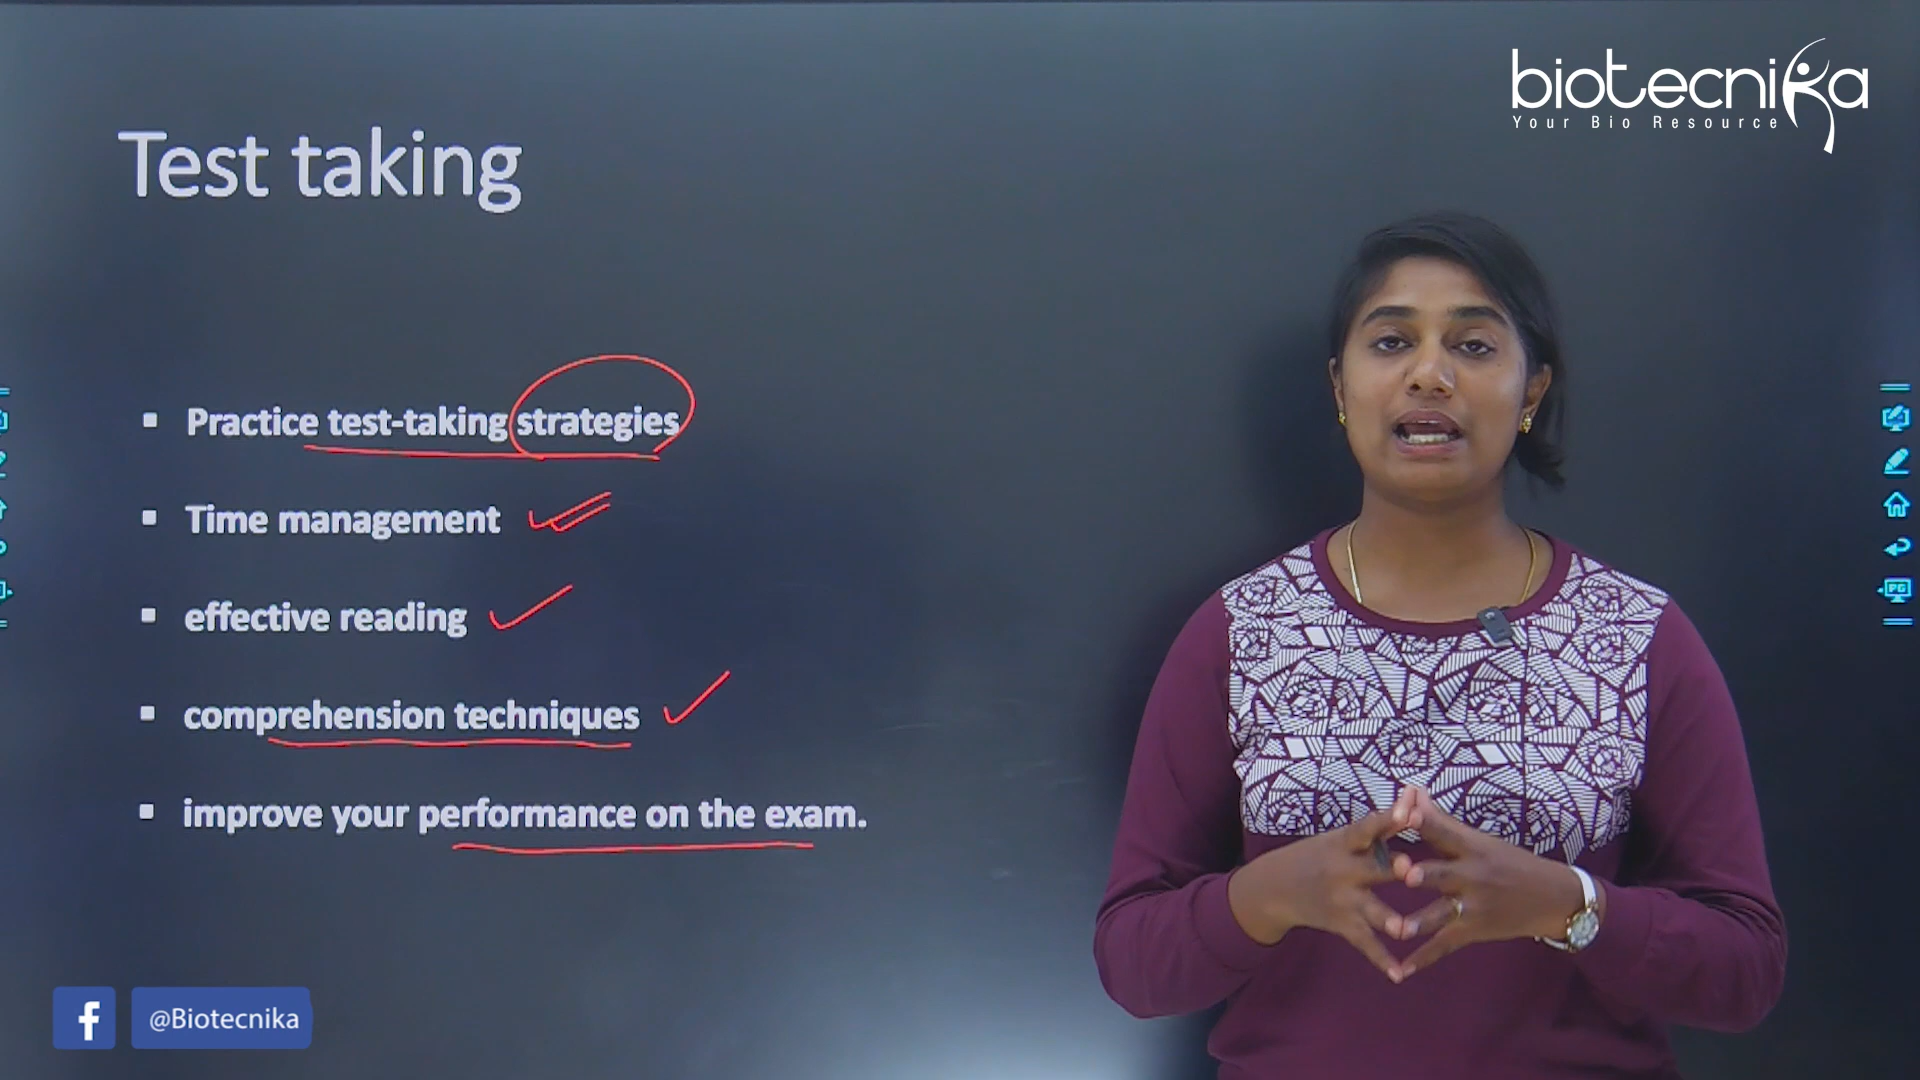 biotecnika
Your Bio Resource
Test taking
▪ Practice test-taking strategies
▪ Time management
▪ effective reading
▪ comprehension techniques
▪ improve your performance on the exam.
f @Biotecnika
PG